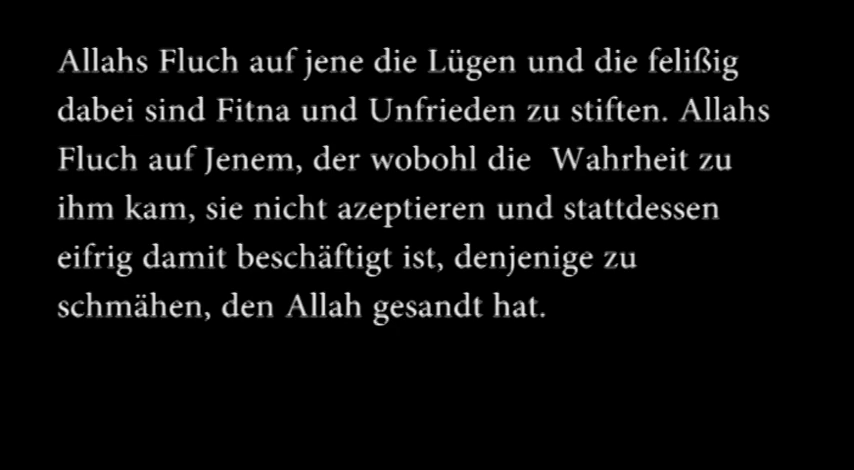 Allahs Fluch auf jene die Lügen und die felißig
dabei sind Fitna und Unfrieden zu stiften. Allahs
Fluch auf Jenem, der wobohl die  Wahrheit zu
ihm kam, sie nicht azeptieren und stattdessen
eifrig damit beschäftigt ist, denjenige zu
schmähen, den Allah gesandt hat.